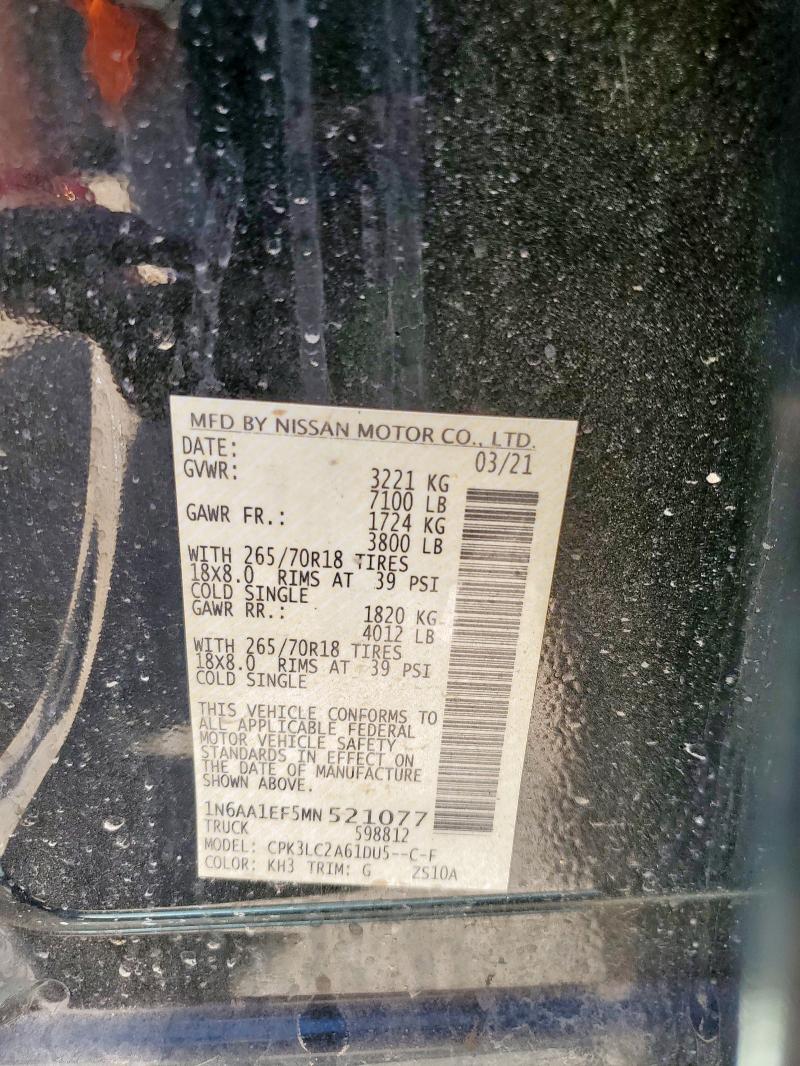 MFD BY NISSAN MOTOR CO., LTD.
DATE: 03/21
GVWR: 3221 KG
7100 LB
GAWR FR.: 1724 KG
3800 LB
WITH 265/70R18 TIRES
18X8.0 RIMS AT 39 PSI
COLD SINGLE
GAWR RR.: 1820 KG
4012 LB
WITH 265/70R18 TIRES
18X8.0 RIMS AT 39 PSI
COLD SINGLE
THIS VEHICLE CONFORMS TO
ALL APPLICABLE FEDERAL
MOTOR VEHICLE SAFETY
STANDARDS IN EFFECT ON
THE DATE OF MANUFACTURE
SHOWN ABOVE.
1N6AA1EF5MN 521077
TRUCK 598812
MODEL: CPK3LC2A61DU5--C-F
COLOR: KH3 TRIM: G ZS10A